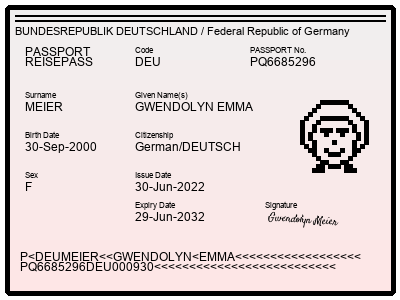 BUNDESREPUBLIK DEUTSCHLAND / Federal Republic of Germany
PASSPORT
REISEPASS
Code
DEU
PASSPORT No.
PQ6685296
Surname
MEIER
Given Name(s)
GWENDOLYN EMMA
Birth Date
30-Sep-2000
Citizenship
German/DEUTSCH
Sex
F
Issue Date
30-Jun-2022
Expiry Date
29-Jun-2032
Signature
Gwendolyn Meier
P<DEUMEIER<<GWENDOLYN<EMMA<<<<<<<<<<<<<<<<<<
PQ6685296DEU000930<<<<<<<<<<<<<<<<<<<<<<<<<<